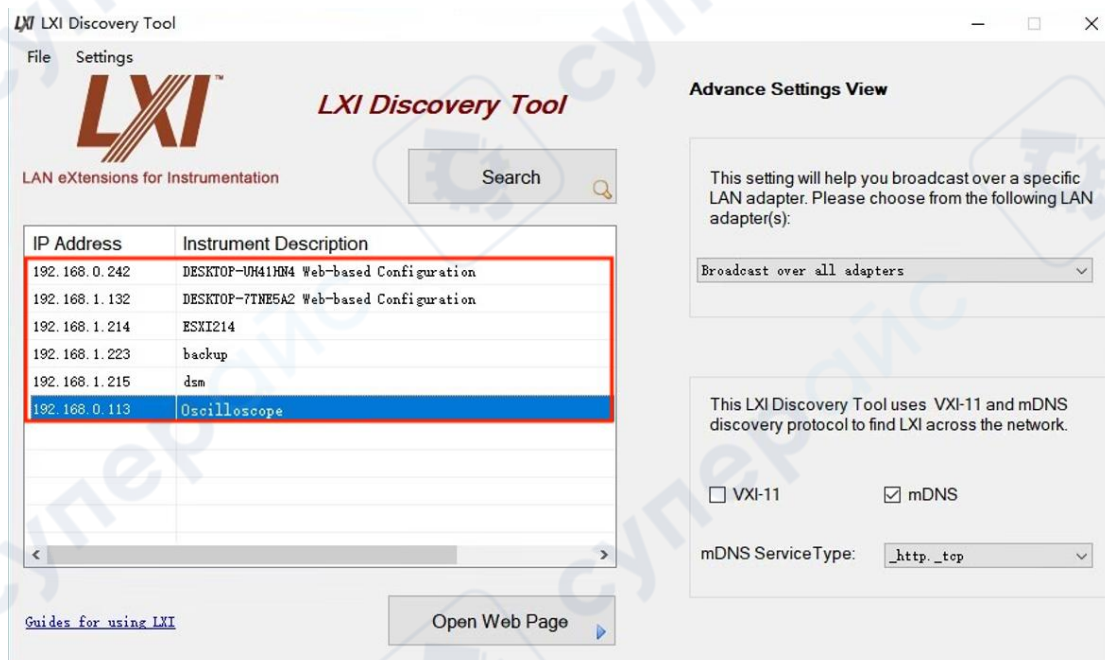 LXI LXI Discovery Tool
File Settings
LXI™
LAN eXtensions for Instrumentation
LXI Discovery Tool
Search
IP Address Instrument Description
192.168.0.242 DESKTOP-UH41HN4 Web-based Configuration
192.168.1.132 DESKTOP-7TNE5A2 Web-based Configuration
192.168.1.214 ESXI214
192.168.1.223 backup
192.168.1.215 dsm
192.168.0.113 Oscilloscope
Guides for using LXI
Open Web Page
Advance Settings View
This setting will help you broadcast over a specific
LAN adapter. Please choose from the following LAN
adapter(s):
Broadcast over all adapters
This LXI Discovery Tool uses VXI-11 and mDNS
discovery protocol to find LXI across the network.
VXI-11 mDNS
mDNS ServiceType: _http._tcp
суперайс